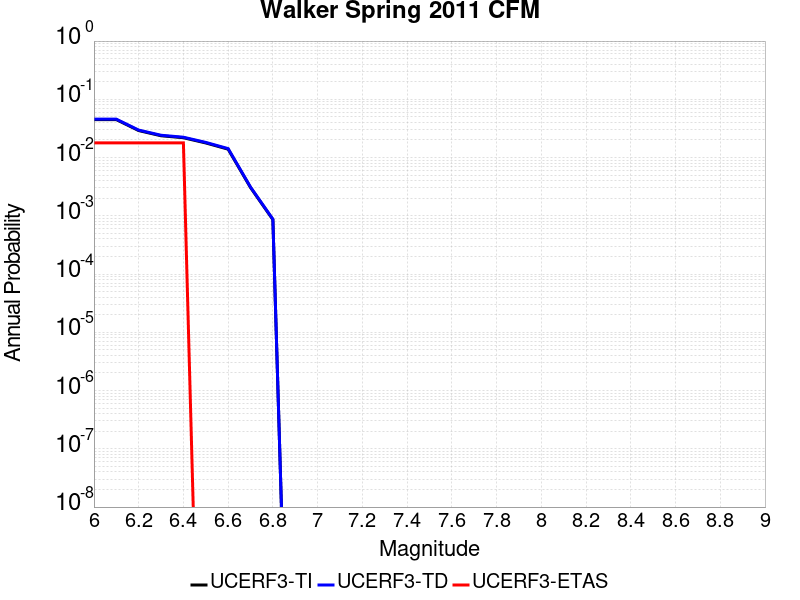 Walker Spring 2011 CFM
Annual Probability
10^0
10^-1
10^-2
10^-3
10^-4
10^-5
10^-6
10^-7
10^-8
6 6.2 6.4 6.6 6.8 7 7.2 7.4 7.6 7.8 8 8.2 8.4 8.6 8.8 9
Magnitude
UCERF3-TI UCERF3-TD UCERF3-ETAS